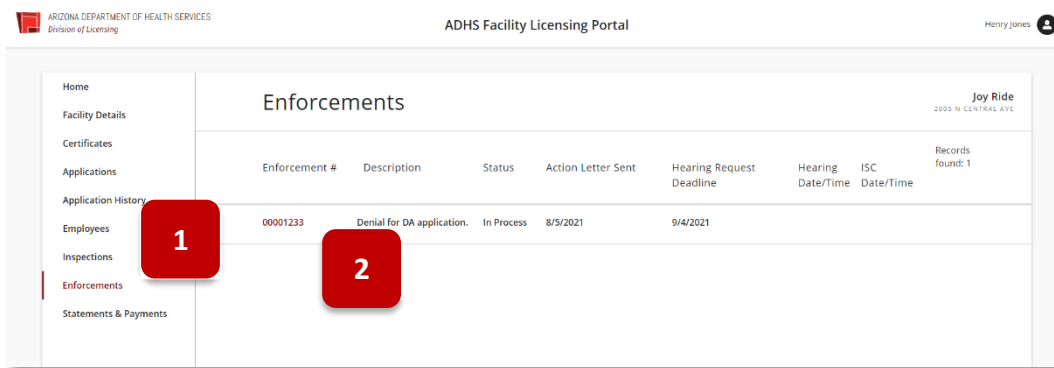 ARIZONA DEPARTMENT OF HEALTH SERVICES
Division of Licensing
ADHS Facility Licensing Portal
Henry Jones
Home
Facility Details
Certificates
Applications
Application History
Employees
Inspections
Enforcements
Statements & Payments
1
Enforcements
Joy Ride
2005 N CENTRAL AVE
Records
found: 1
Enforcement # Description Status Action Letter Sent Hearing Request Hearing ISC
Deadline Date/Time Date/Time
00001233 Denial for DA application. In Process 8/5/2021 9/4/2021
2